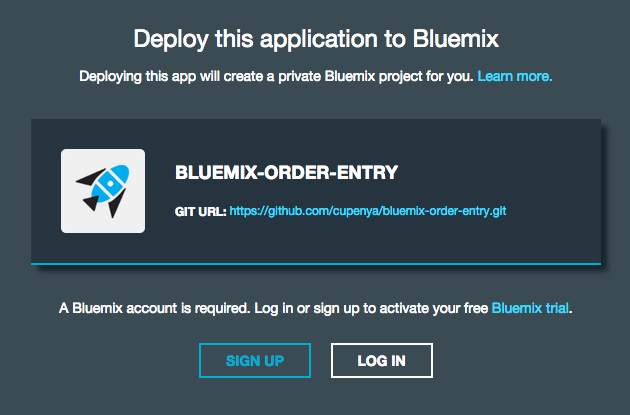 Deploy this application to Bluemix
Deploying this app will create a private Bluemix project for you. Learn more.
BLUEMIX-ORDER-ENTRY
GIT URL: https://github.com/cupenya/bluemix-order-entry.git
A Bluemix account is required. Log in or sign up to activate your free Bluemix trial.
SIGN UP LOG IN